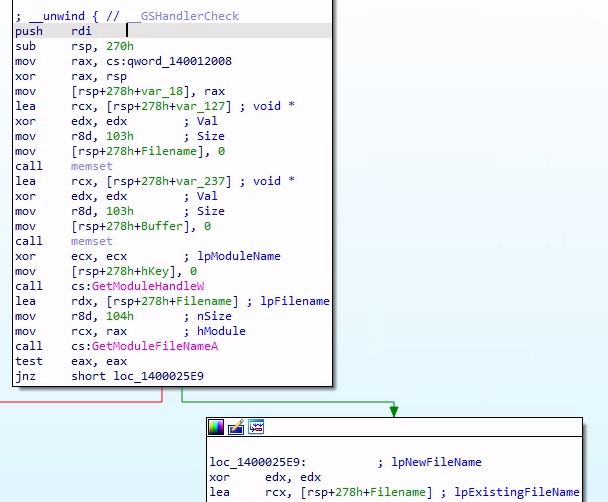 ; __unwind { // __GSHandlerCheck
push rdi
sub rsp, 270h
mov rax, cs:qword_140012008
xor rax, rsp
mov [rsp+278h+var_18], rax
lea rcx, [rsp+278h+var_127] ; void *
xor edx, edx ; Val
mov r8d, 103h ; Size
mov [rsp+278h+Filename], 0
call memset
lea rcx, [rsp+278h+var_237] ; void *
xor edx, edx ; Val
mov r8d, 103h ; Size
mov [rsp+278h+Buffer], 0
call memset
xor ecx, ecx ; lpModuleName
mov [rsp+278h+hKey], 0
call cs:GetModuleHandleW
lea rdx, [rsp+278h+Filename] ; lpFilename
mov r8d, 104h ; nSize
mov rcx, rax ; hModule
call cs:GetModuleFileNameA
test eax, eax
jnz short loc_1400025E9
loc_1400025E9: ; lpNewFileName
xor edx, edx
lea rcx, [rsp+278h+Filename] ; lpExistingFileName